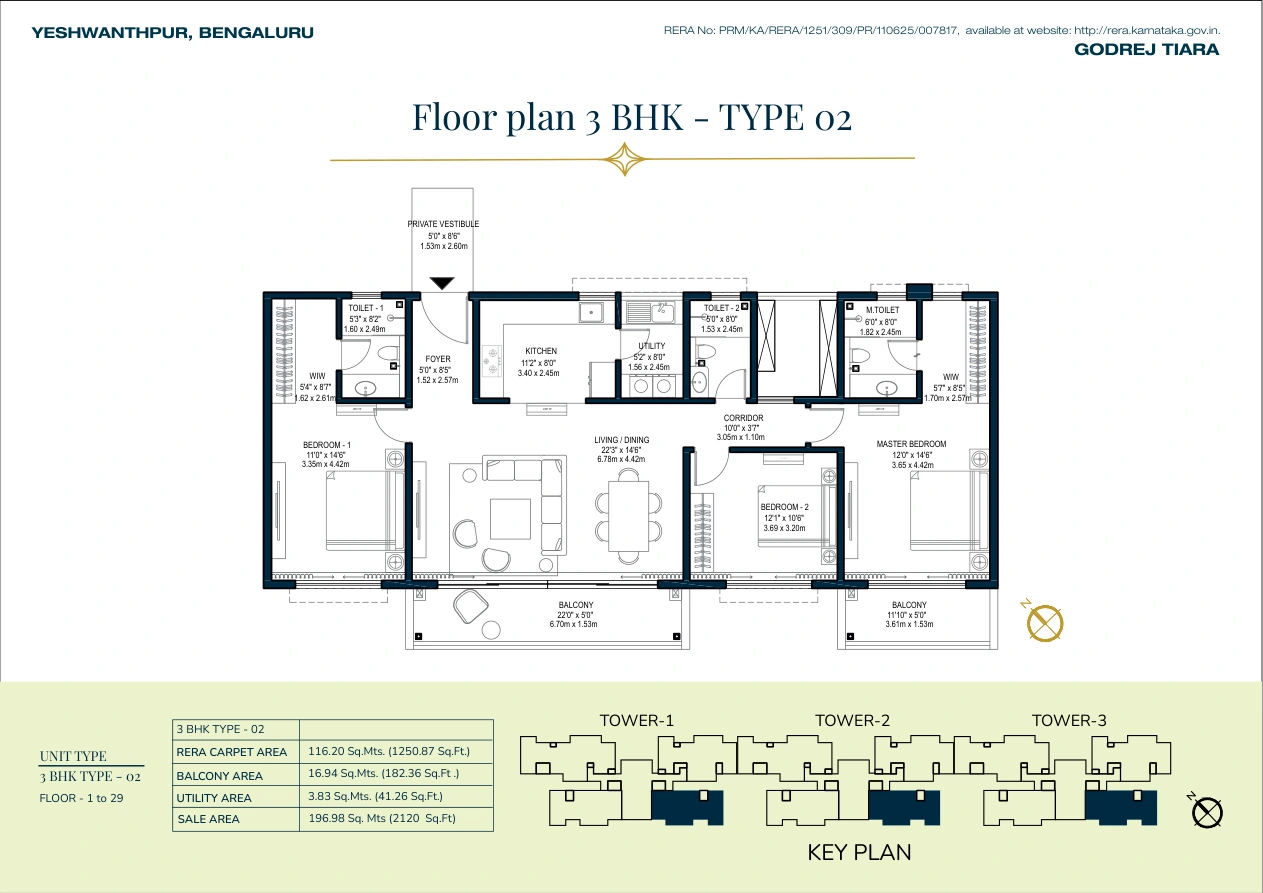 YESHWANTHPUR, BENGALURU
RERA No: PRM/KA/RERA/1251/309/PR/110625/007817, available at website: http://rera.karnataka.gov.in.
GODREJ TIARA
Floor plan 3 BHK - TYPE 02
PRIVATE VESTIBULE
5'0" x 8'6"
1.53m x 2.60m
TOILET - 1
5'3" x 8'2"
1.60 x 2.49m
WIW
5'4" x 8'7"
1.62 x 2.61m
FOYER
5'0" x 8'5"
1.52 x 2.57m
KITCHEN
11'2" x 8'0"
3.40 x 2.45m
UTILITY
5'2" x 8'0"
1.56 x 2.45m
TOILET - 2
5'0" x 8'0"
1.53 x 2.45m
M.TOILET
6'0" x 8'0"
1.82 x 2.45m
WIW
5'7" x 8'5"
1.70m x 2.57m
BEDROOM - 1
11'0" x 14'6"
3.35m x 4.42m
LIVING / DINING
22'3" x 14'6"
6.78m x 4.42m
CORRIDOR
10'0" x 3'7"
3.05m x 1.10m
MASTER BEDROOM
12'0" x 14'6"
3.65 x 4.42m
BEDROOM - 2
12'1" x 10'6"
3.69 x 3.20m
BALCONY
22'0" x 5'0"
6.70m x 1.53m
BALCONY
11'10" x 5'0"
3.61m x 1.53m
N
UNIT TYPE
3 BHK TYPE - 02
FLOOR - 1 to 29
3 BHK TYPE - 02
RERA CARPET AREA 116.20 Sq.Mts. (1250.87 Sq.Ft.)
BALCONY AREA 16.94 Sq.Mts. (182.36 Sq.Ft .)
UTILITY AREA 3.83 Sq.Mts. (41.26 Sq.Ft.)
SALE AREA 196.98 Sq. Mts (2120 Sq.Ft)
TOWER-1
TOWER-2
TOWER-3
N
KEY PLAN